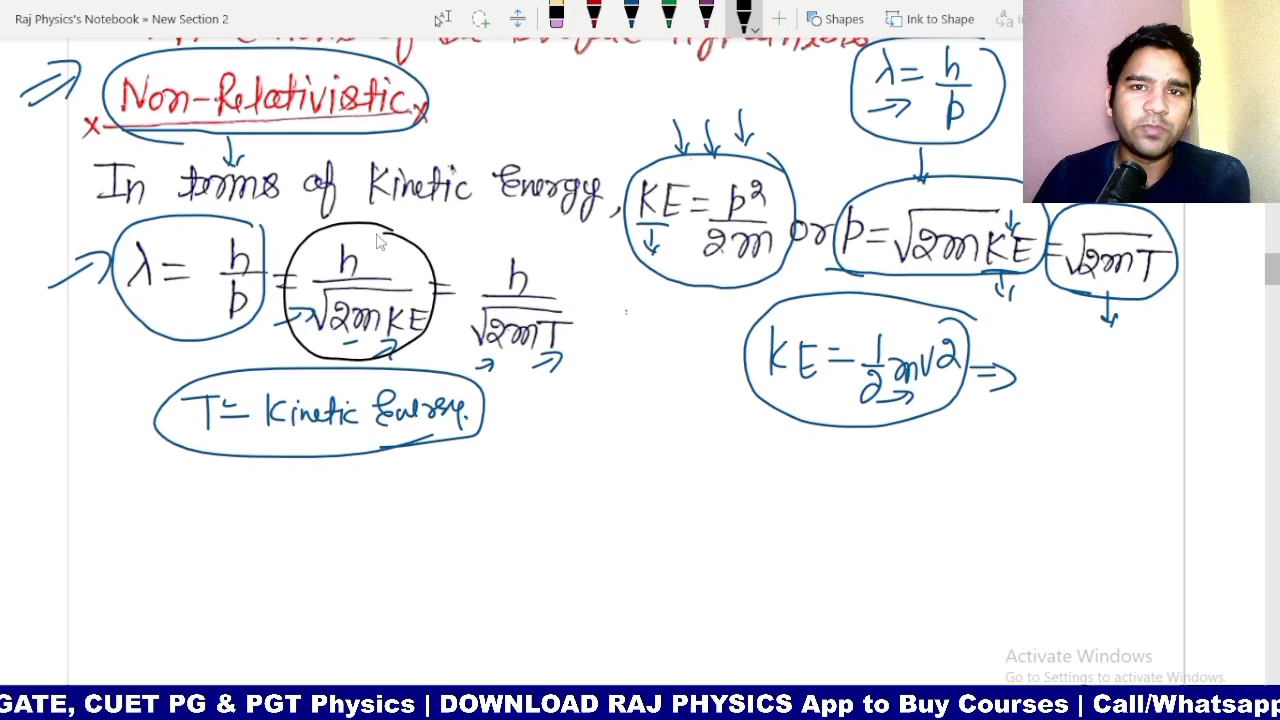 Raj Physics's Notebook » New Section 2
Shapes
Ink to Shape
Non-Relativistic
λ = h/p
In terms of Kinetic Energy, KE = p²/2m or p = √2mKE = √2mT
λ = h/p = h/√2mKE = h/√2mT
KE = 1/2 mv² ⇒
T = Kinetic Energy.
Activate Windows
Go to Settings to activate Windows.
GATE, CUET PG & PGT Physics | DOWNLOAD RAJ PHYSICS App to Buy Courses | Call/Whatsapp